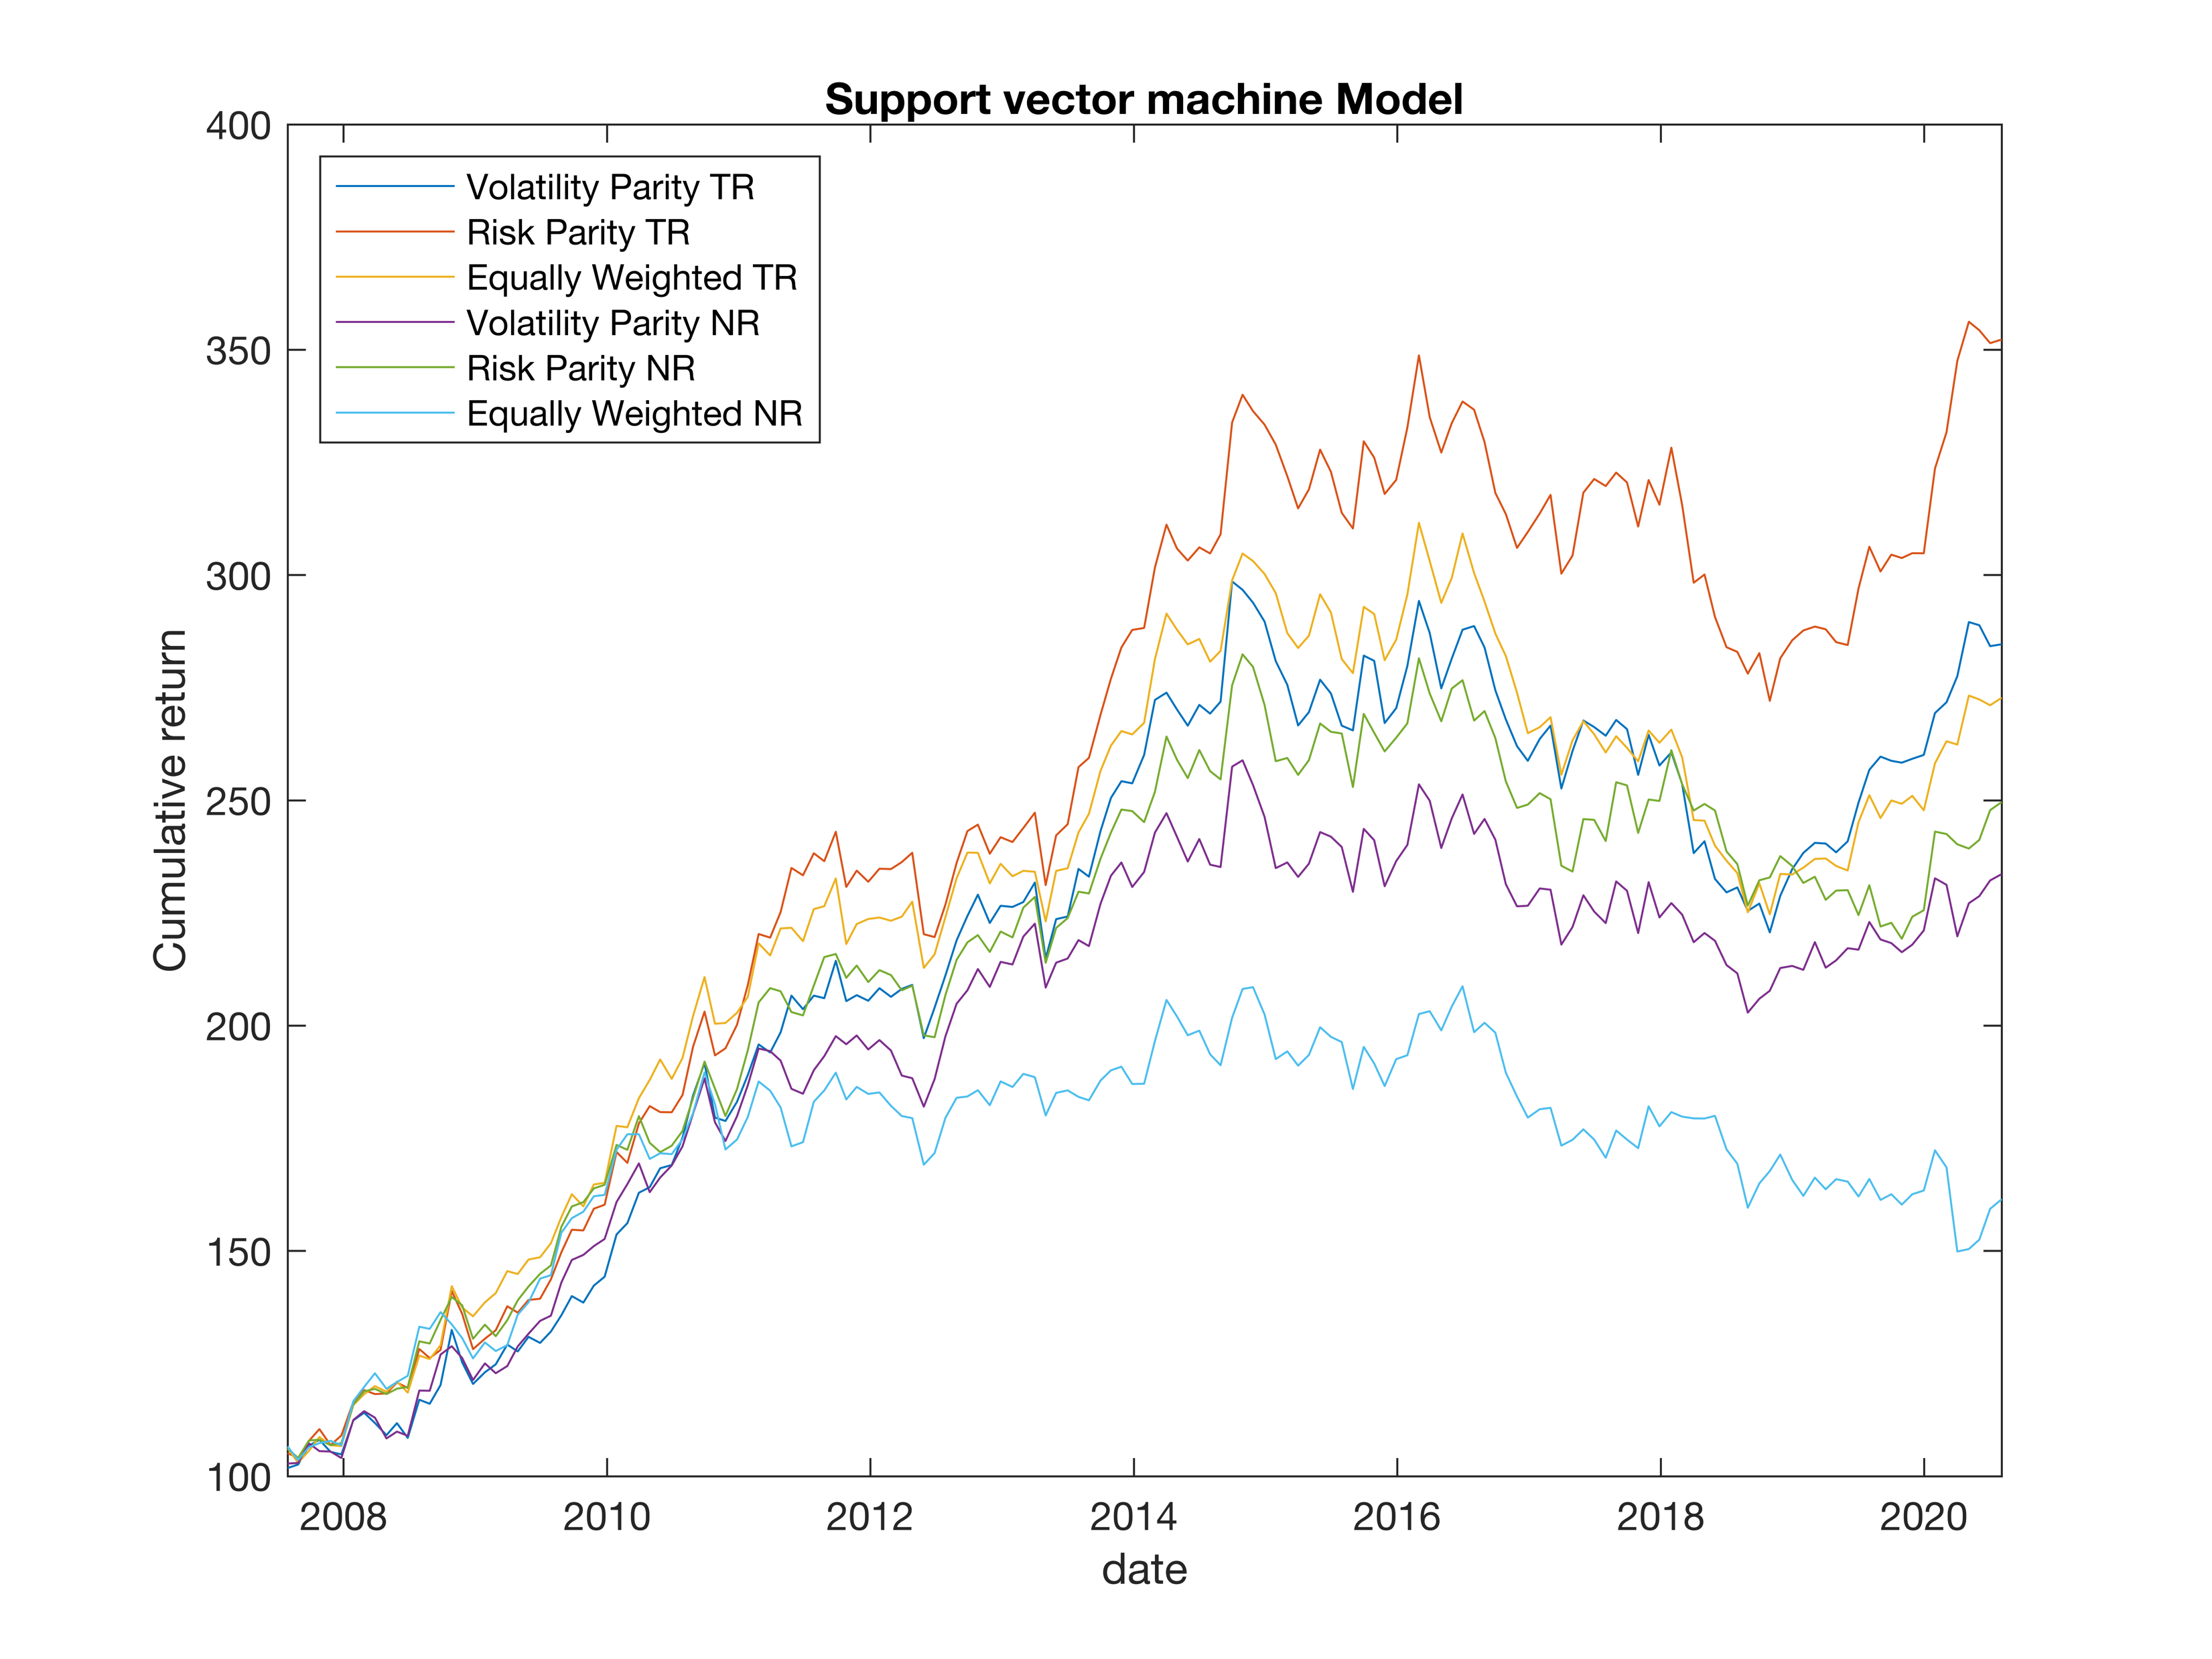 Support vector machine Model
400
350
300
250
200
150
100
Cumulative return
Volatility Parity TR
Risk Parity TR
Equally Weighted TR
Volatility Parity NR
Risk Parity NR
Equally Weighted NR
2008 2010 2012 2014 2016 2018 2020
date